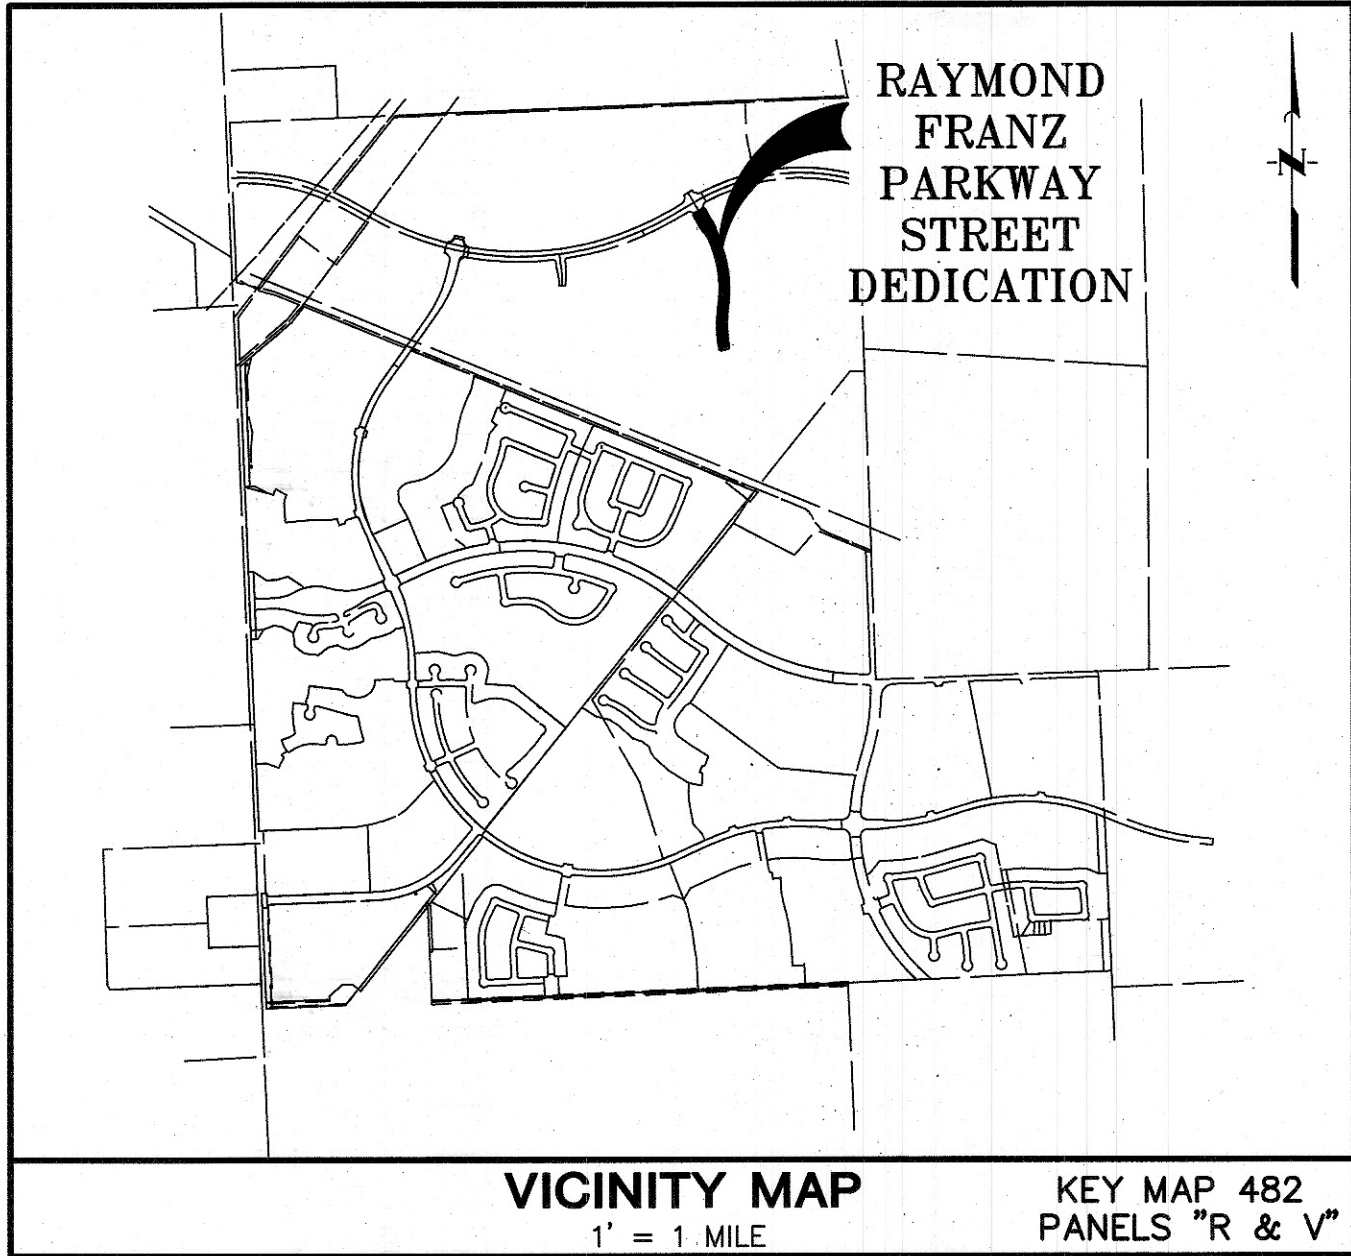 RAYMOND
FRANZ
PARKWAY
STREET
DEDICATION
N
VICINITY MAP
1' = 1 MILE
KEY MAP 482
PANELS "R & V"